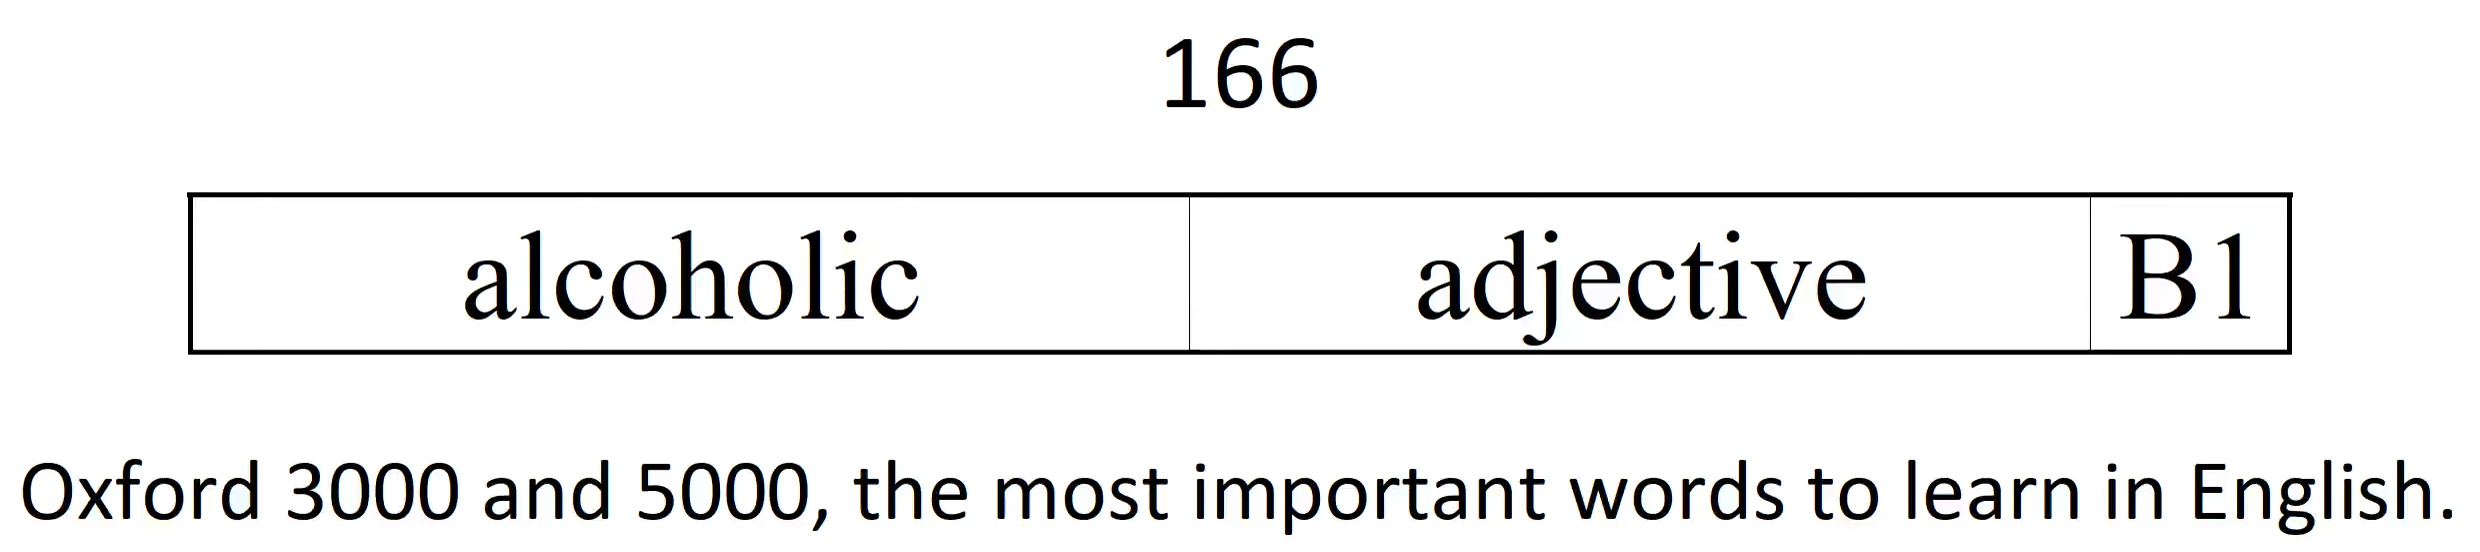 166
alcoholic adjective B1
Oxford 3000 and 5000, the most important words to learn in English.